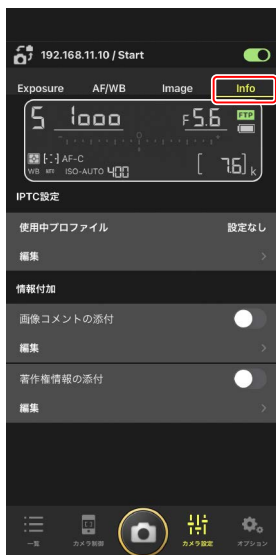 192.168.11.10 / Start
Exposure AF/WB Image Info
S 1000 F5.6 FTP
AF-C
WB ISO-AUTO 400 [ 7.6] k
IPTC設定
使用中プロファイル 設定なし
編集
情報付加
画像コメントの添付
編集
著作権情報の添付
編集
一覧 カメラ制御 カメラ設定 オプション